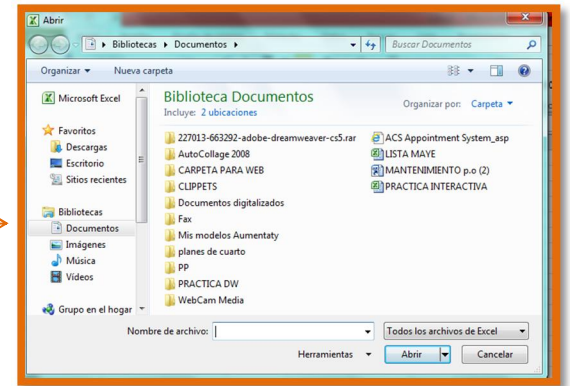 Abrir
Bibliotecas ▸ Documentos ▸
Buscar Documentos
Organizar
Nueva carpeta
Microsoft Excel
Favoritos
Descargas
Escritorio
Sitios recientes
Bibliotecas
Documentos
Imágenes
Música
Vídeos
Grupo en el hogar
Biblioteca Documentos
Incluye: 2 ubicaciones
Organizar por: Carpeta
227013-663292-adobe-dreamweaver-cs5.rar
AutoCollage 2008
CARPETA PARA WEB
CLIPPETS
Documentos digitalizados
Fax
Mis modelos Aumentaty
planes de cuarto
PP
PRACTICA DW
WebCam Media
ACS Appointment System_asp
LISTA MAYE
MANTENIMIENTO p.o (2)
PRACTICA INTERACTIVA
Nombre de archivo:
Todos los archivos de Excel
Herramientas
Abrir
Cancelar